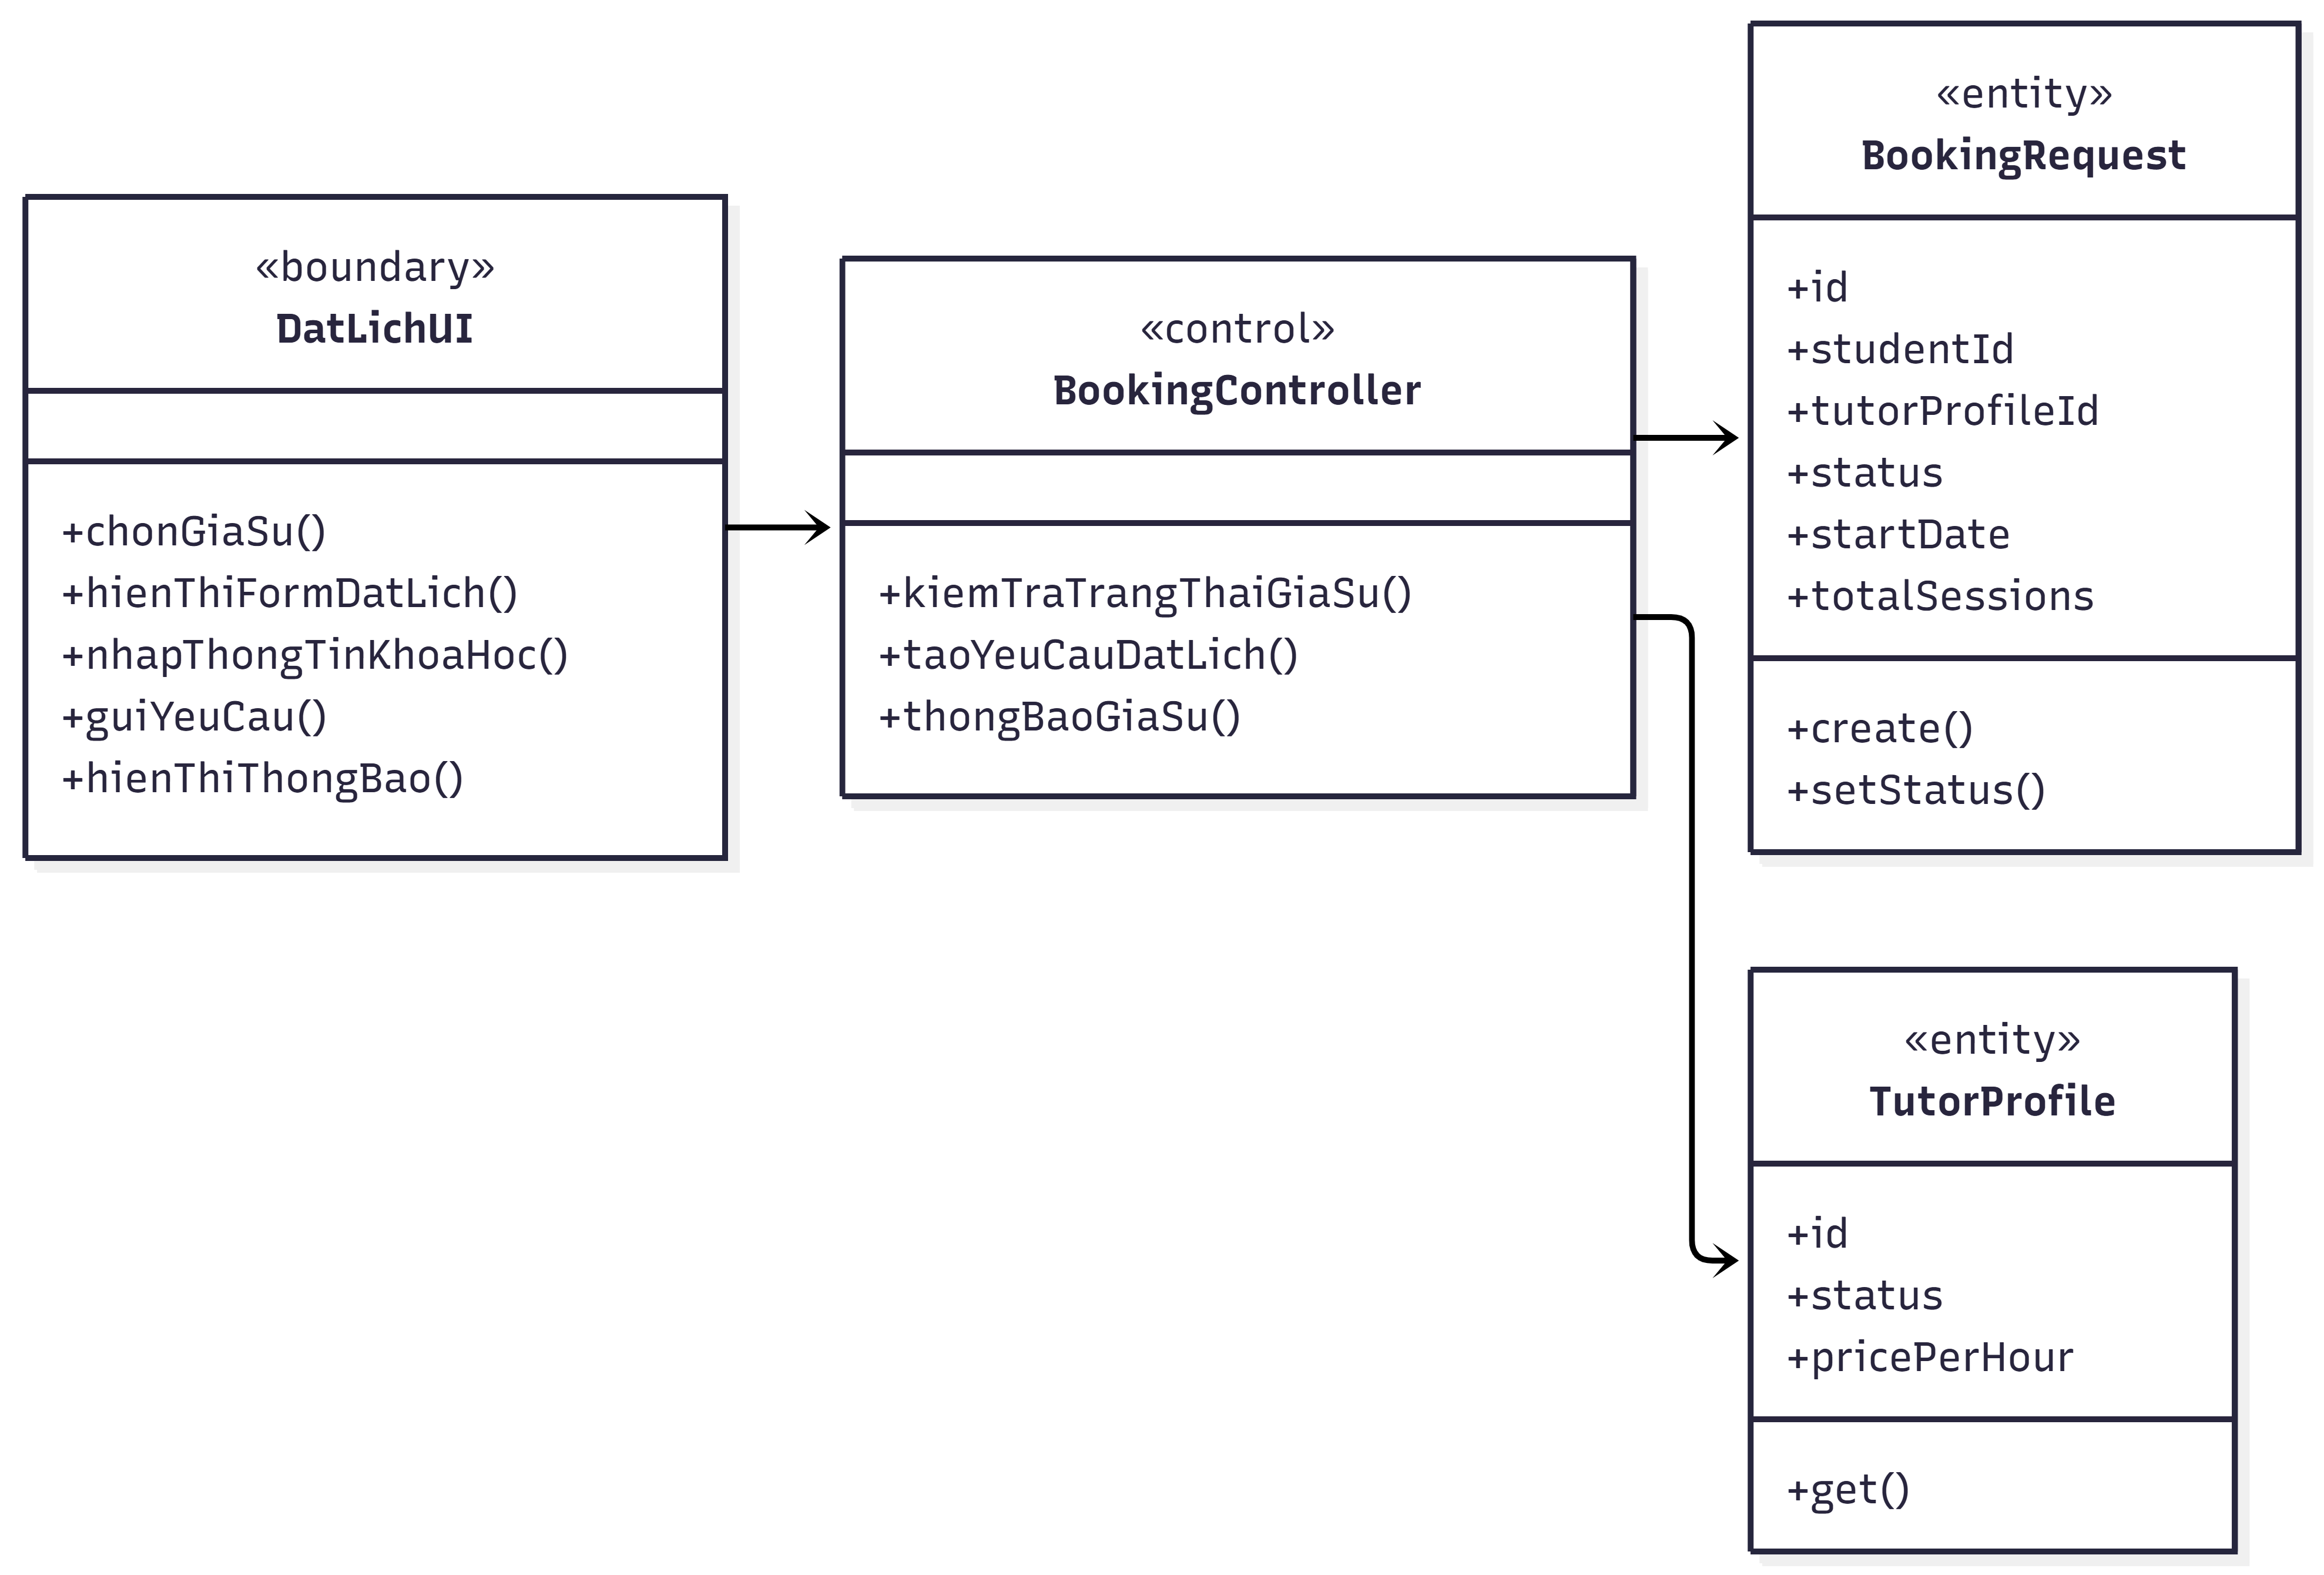 «boundary»
DatLichUI
+chonGiaSu()
+hienThiFormDatLich()
+nhapThongTinKhoaHoc()
+guiYeuCau()
+hienThiThongBao()
«control»
BookingController
+kiemTraTrangThaiGiaSu()
+taoYeuCauDatLich()
+thongBaoGiaSu()
«entity»
BookingRequest
+id
+studentId
+tutorProfileId
+status
+startDate
+totalSessions
+create()
+setStatus()
«entity»
TutorProfile
+id
+status
+pricePerHour
+get()